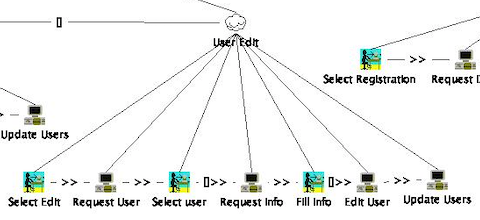 []
User Edit
Select Registration
>>
Request D
>
Update Users
Select Edit
>>
Request User
>>
Select user
[]>>
Request Info
>>
Fill Info
[]>>
Edit User
>>
Update Users